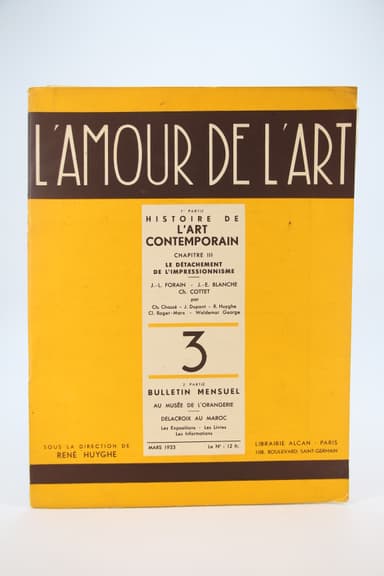 L'AMOUR DE L'ART
1re PARTIE
HISTOIRE DE
L'ART
CONTEMPORAIN
CHAPITRE III
LE DÉTACHEMENT
DE L'IMPRESSIONNISME
J.-L. FORAIN - J.-E. BLANCHE
Ch. COTTET
par
Ch. Chassé - J. Dupont - R. Huyghe
Cl. Roger-Marx - Waldemar George
3
2e PARTIE
BULLETIN MENSUEL
AU MUSÉE DE L'ORANGERIE
DELACROIX AU MAROC
Les Expositions - Les Livres
Les Informations
SOUS LA DIRECTION DE
RENÉ HUYGHE
MARS 1933 Le No - 12 fr.
LIBRAIRIE ALCAN - PARIS
108, BOULEVARD SAINT-GERMAIN